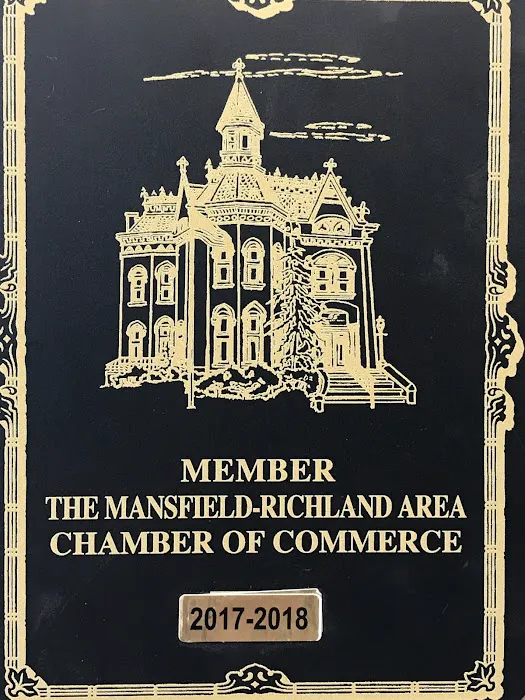 MEMBER
THE MANSFIELD-RICHLAND AREA
CHAMBER OF COMMERCE
2017-2018